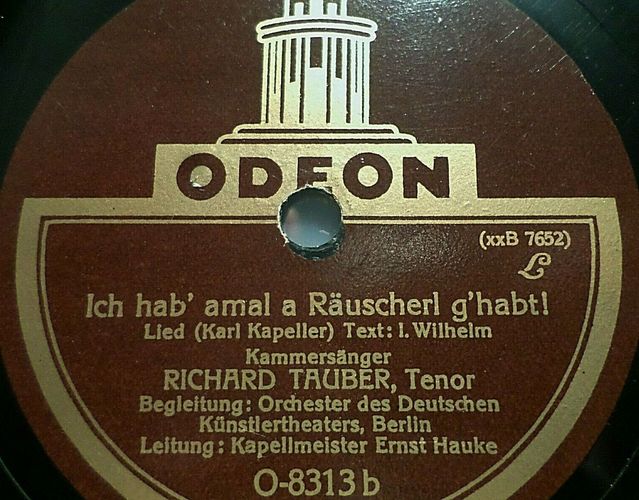 ODEON
(xxB 7652)
L
Ich hab' amal a Räuscherl g'habt!
Lied (Karl Kapeller) Text: I. Wilhelm
Kammersänger
RICHARD TAUBER, Tenor
Begleitung: Orchester des Deutschen
Künstlertheaters, Berlin
Leitung: Kapellmeister Ernst Hauke
O-8313 b